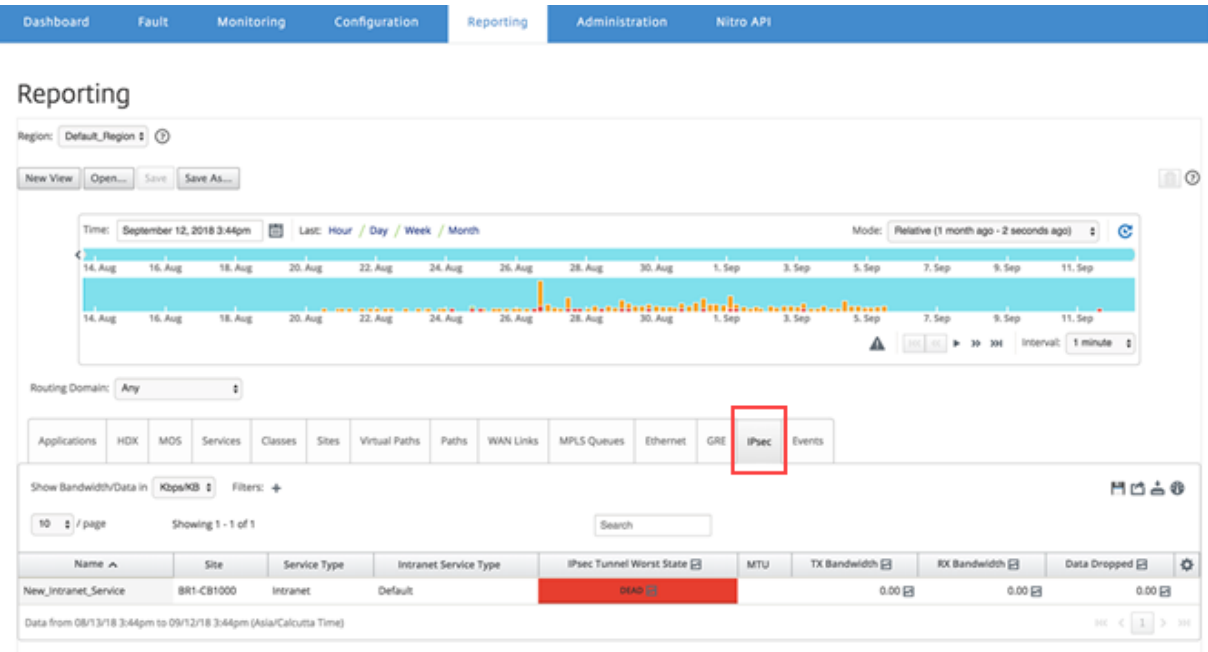 Dashboard Fault Monitoring Configuration Reporting Administration Nitro API
Reporting
Region: Default_Region
New View Open... Save Save As...
Time: September 12, 2018 3:44pm Last: Hour / Day / Week / Month Mode: Relative (1 month ago - 2 seconds ago)
14. Aug 16. Aug 18. Aug 20. Aug 22. Aug 24. Aug 26. Aug 28. Aug 30. Aug 1. Sep 3. Sep 5. Sep 7. Sep 9. Sep 11. Sep
14. Aug 16. Aug 18. Aug 20. Aug 22. Aug 24. Aug 26. Aug 28. Aug 30. Aug 1. Sep 3. Sep 5. Sep 7. Sep 9. Sep 11. Sep
Interval: 1 minute
Routing Domain: Any
Applications HDX MOS Services Classes Sites Virtual Paths Paths WAN Links MPLS Queues Ethernet GRE IPsec Events
Show Bandwidth/Data in Kbps/KB Filters: +
10 / page Showing 1 - 1 of 1 Search
Name Site Service Type Intranet Service Type IPsec Tunnel Worst State MTU TX Bandwidth RX Bandwidth Data Dropped
New_Intranet_Service BR1-CB1000 Intranet Default DEAD 0.00 0.00 0.00
Data from 08/13/18 3:44pm to 09/12/18 3:44pm (Asia/Calcutta Time) 1